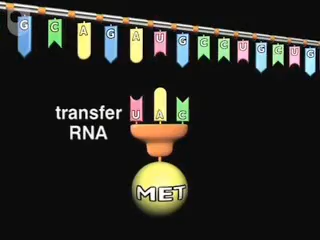 G C A G A U G C C U G C U G
transfer
RNA
U A C
MET